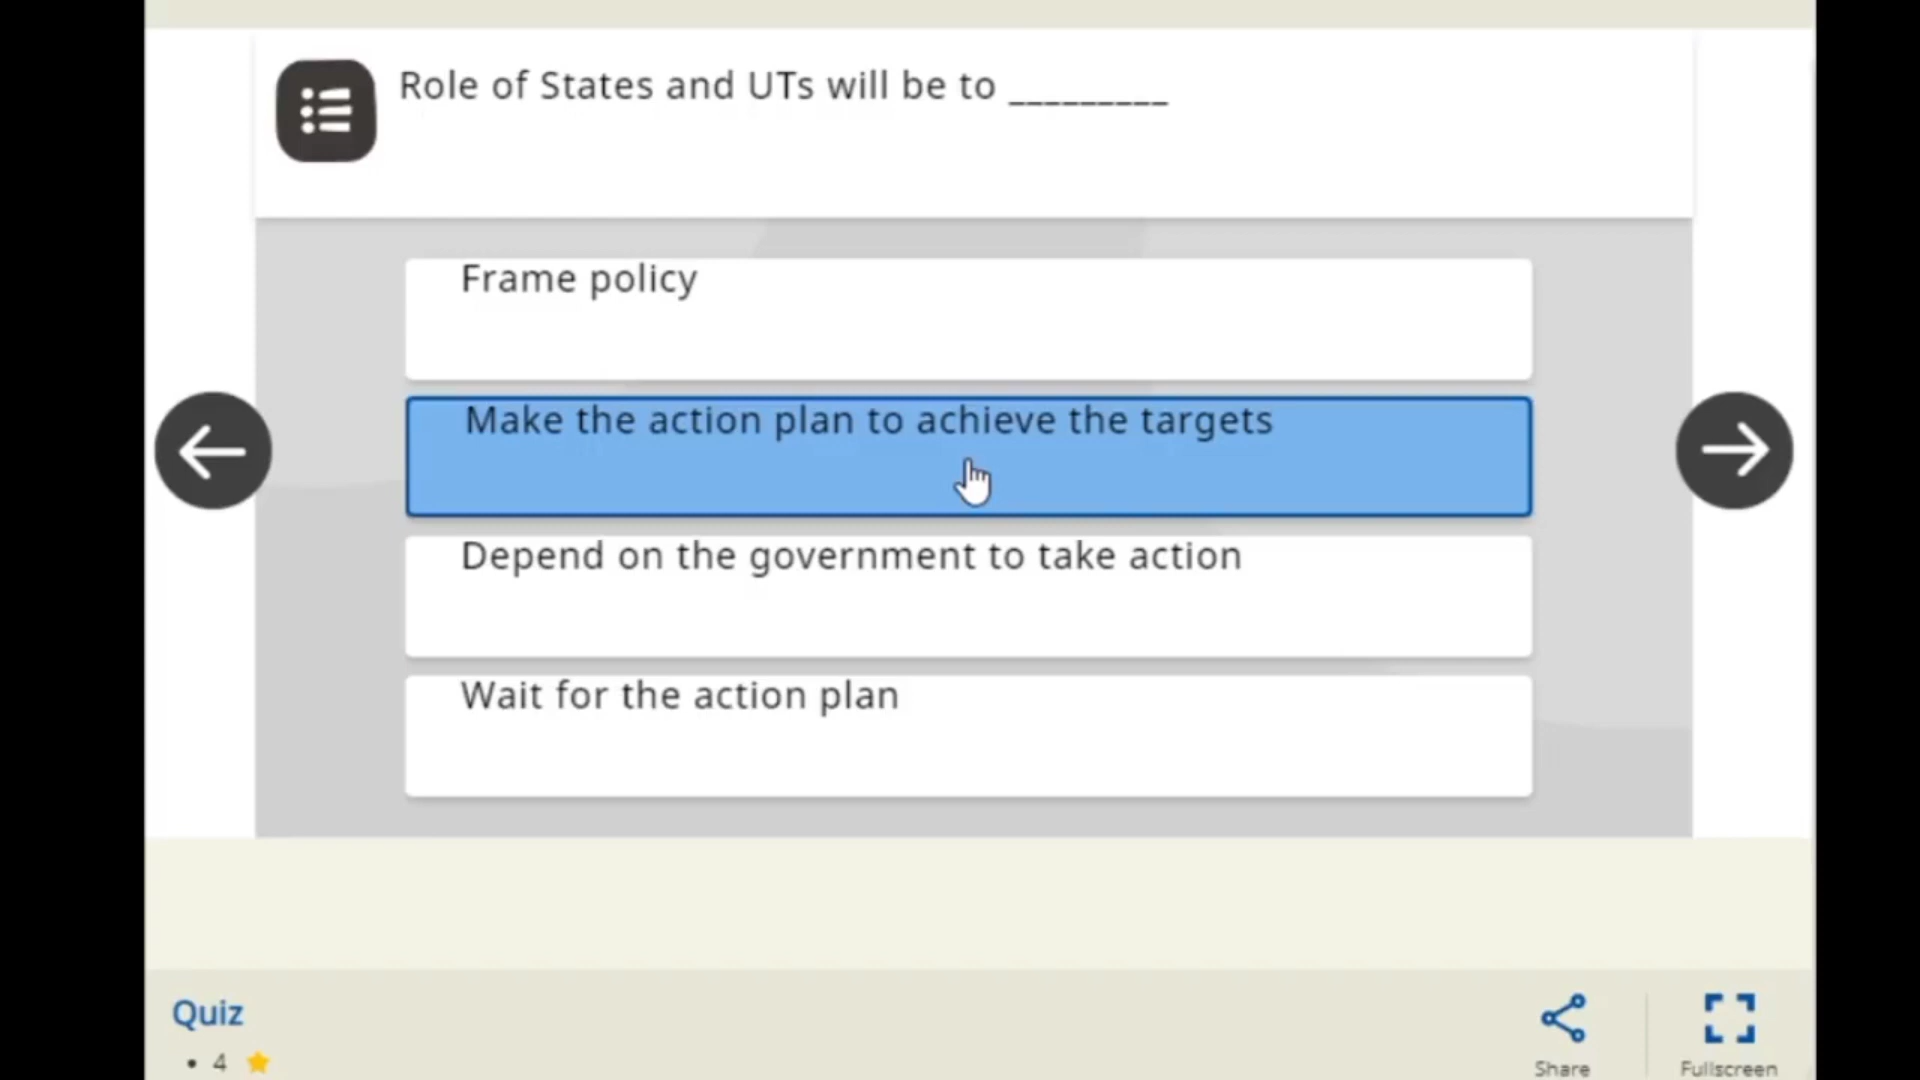 Role of States and UTs will be to _________
Frame policy
Make the action plan to achieve the targets
Depend on the government to take action
Wait for the action plan
Quiz
• 4
Share
Fullscreen